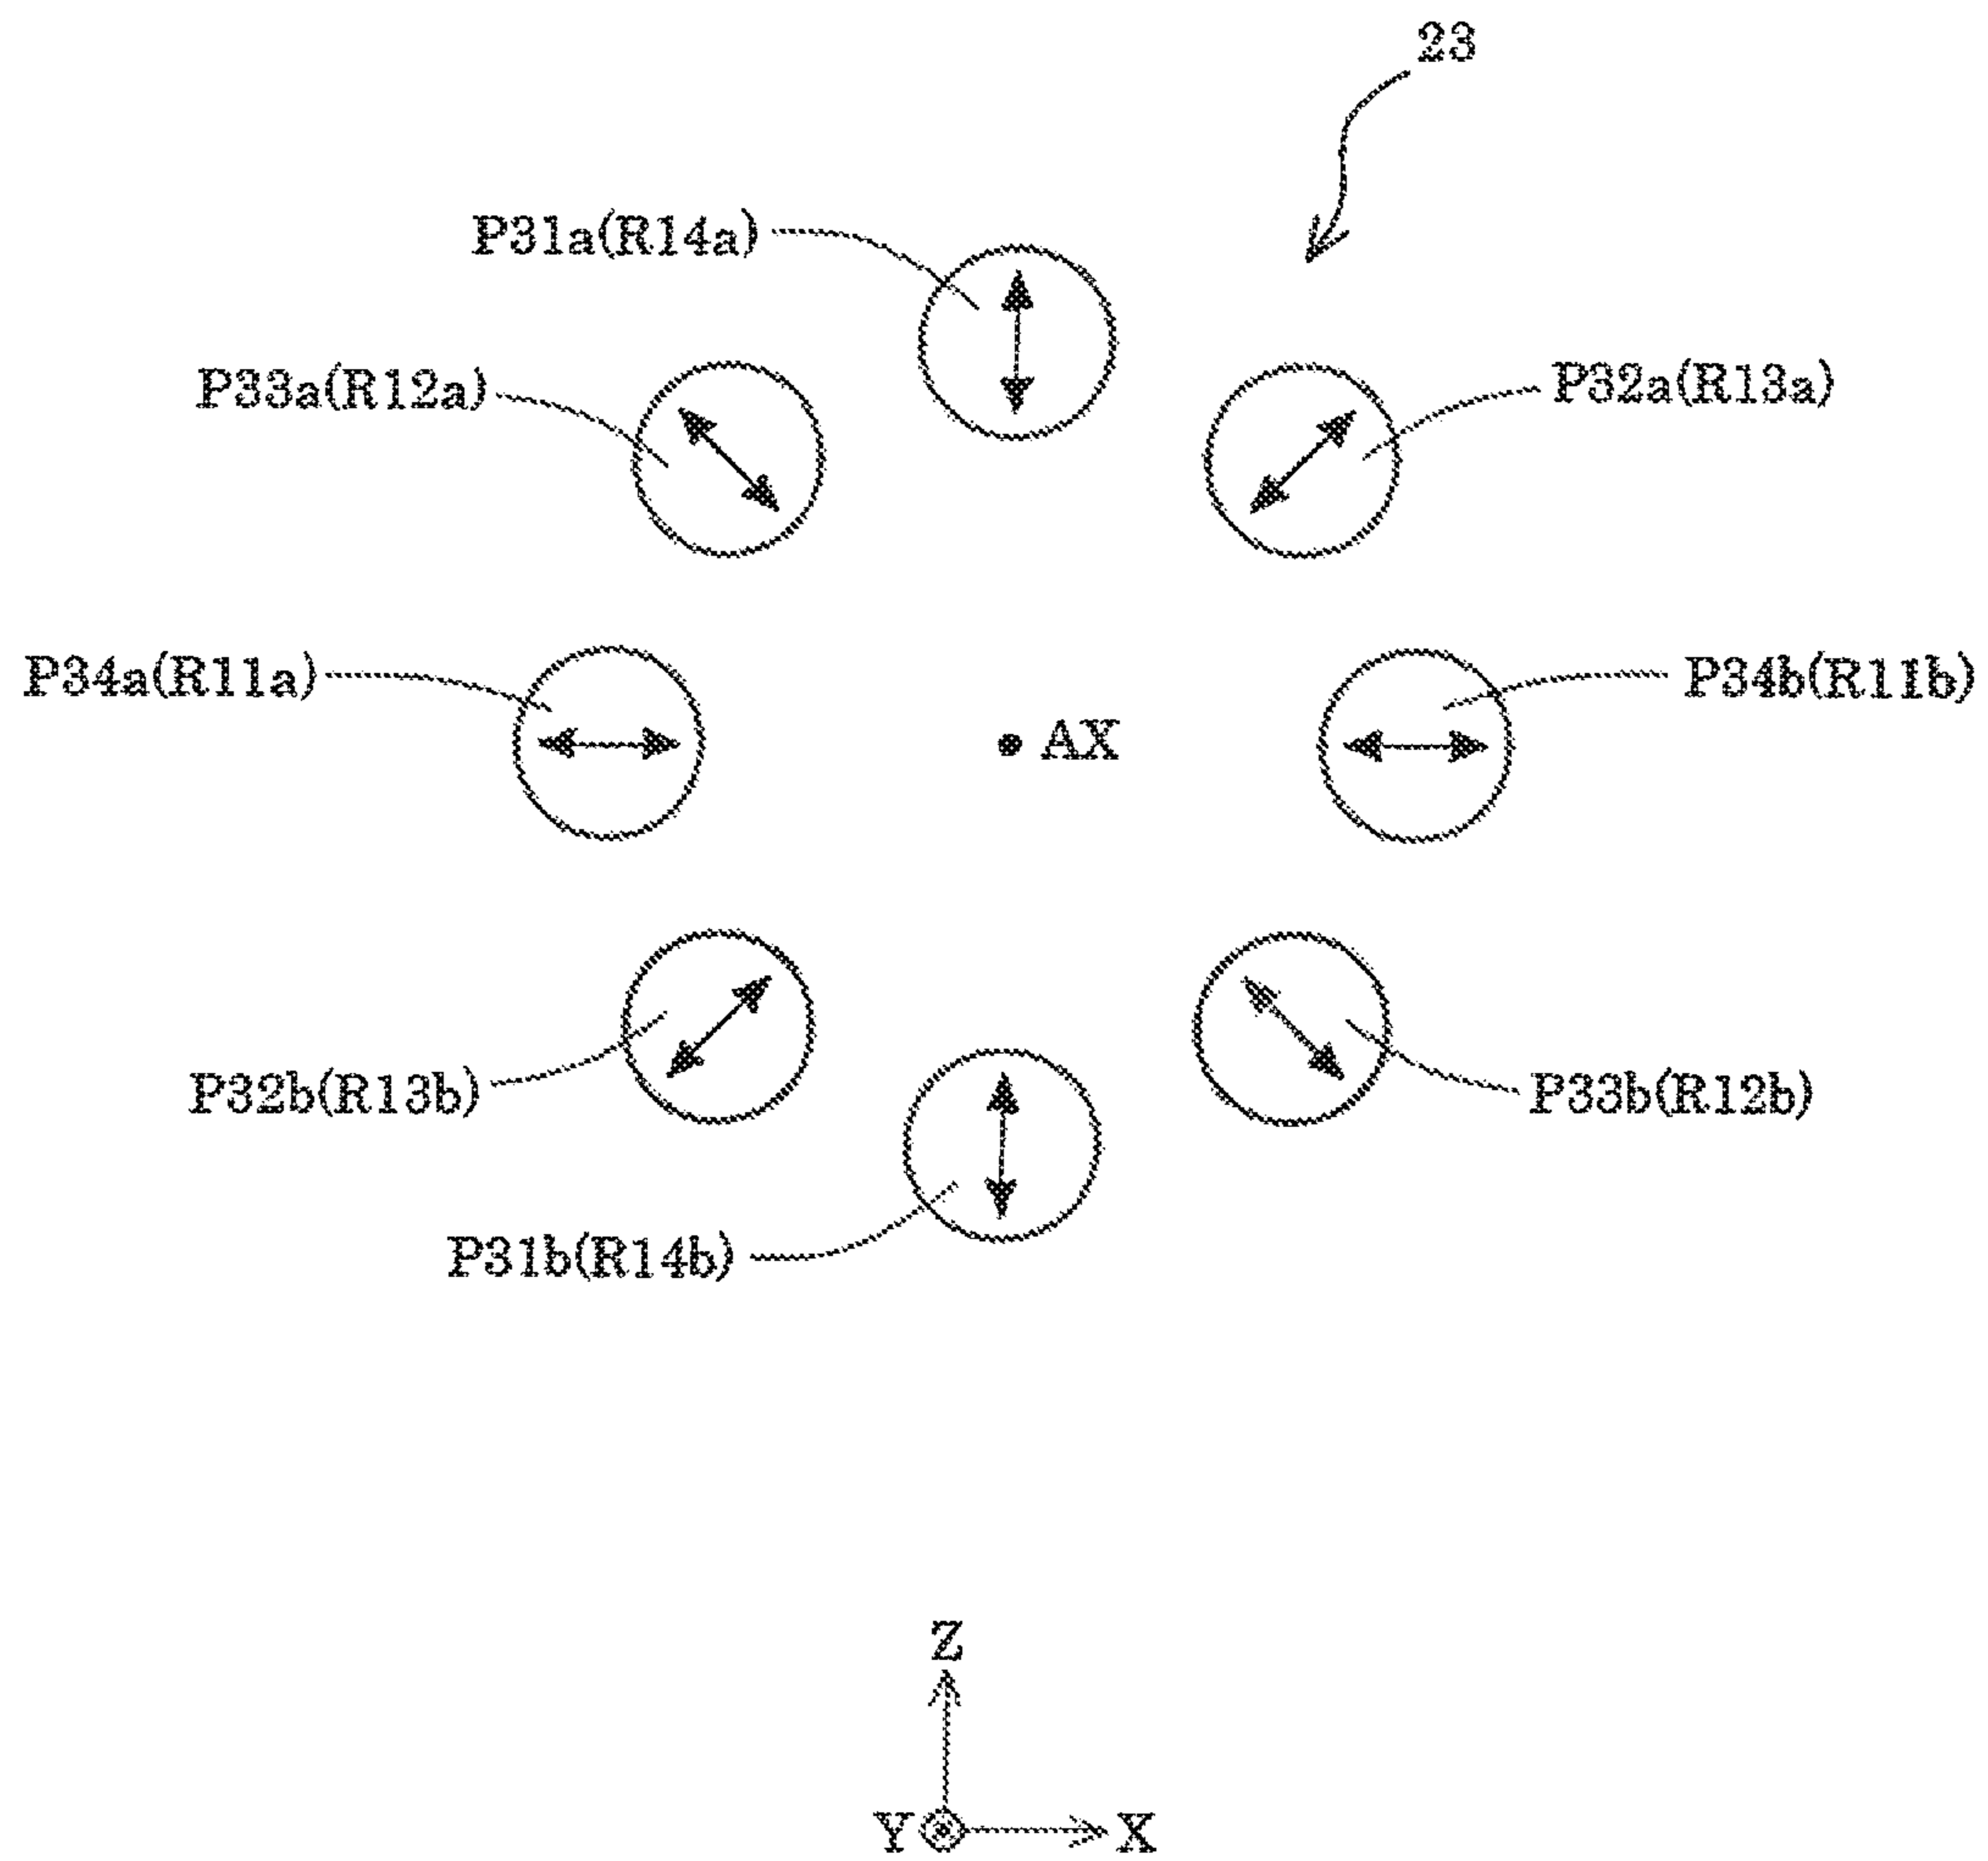 23
P31a(R14a)
P33a(R12a)
P32a(R13a)
P34a(R11a)
P34b(R11b)
AX
P32b(R13b)
P33b(R12b)
P31b(R14b)
Z
Y
X